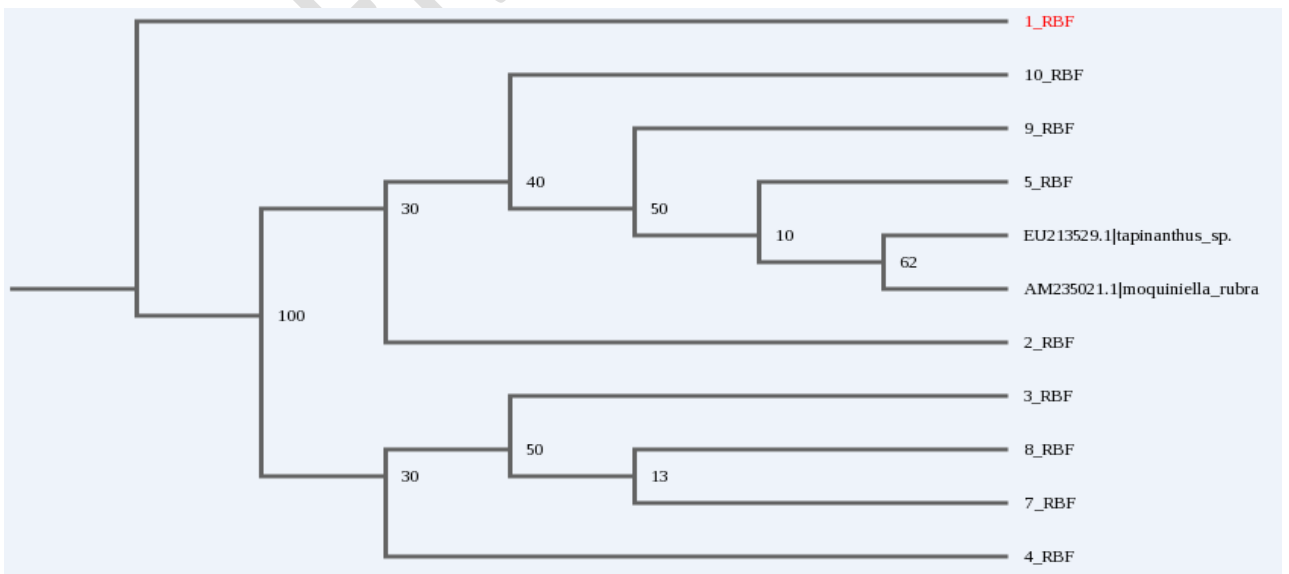 1_RBF
10_RBF
9_RBF
40
5_RBF
30
50
10
EU213529.1|tapinanthus_sp.
62
AM235021.1|moquiniella_rubra
100
2_RBF
3_RBF
50
8_RBF
30
13
7_RBF
4_RBF